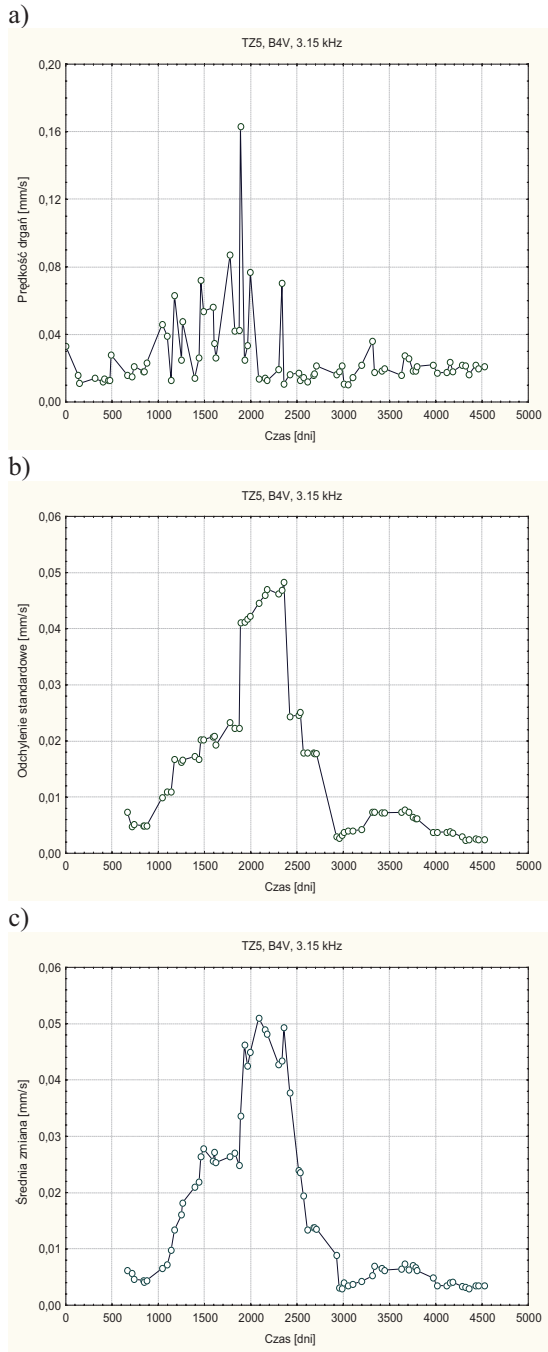 a)
TZ5, B4V, 3.15 kHz
Prędkość drgań [mm/s]
0,20
0,16
0,12
0,08
0,04
0,00
0 500 1000 1500 2000 2500 3000 3500 4000 4500 5000
Czas [dni]
b)
TZ5, B4V, 3.15 kHz
Odchylenie standardowe [mm/s]
0,06
0,05
0,04
0,03
0,02
0,01
0,00
0 500 1000 1500 2000 2500 3000 3500 4000 4500 5000
Czas [dni]
c)
TZ5, B4V, 3.15 kHz
Średnia zmiana [mm/s]
0,06
0,05
0,04
0,03
0,02
0,01
0,00
0 500 1000 1500 2000 2500 3000 3500 4000 4500 5000
Czas [dni]